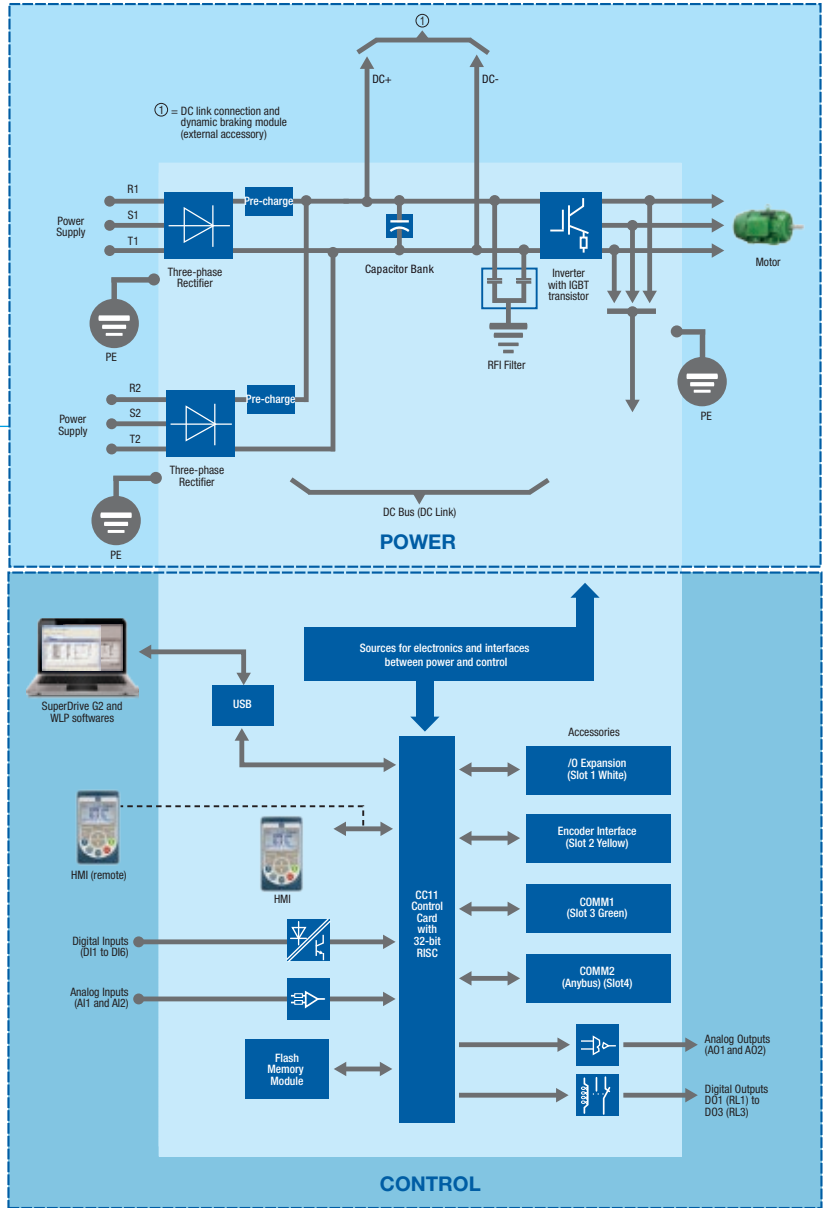 ①
DC+
DC-
① = DC link connection and
dynamic braking module
(external accessory)
R1
S1
T1
Power
Supply
Pre-charge
Three-phase
Rectifier
Capacitor Bank
RFI Filter
Inverter
with IGBT
transistor
Motor
PE
PE
R2
S2
T2
Power
Supply
Pre-charge
Three-phase
Rectifier
PE
DC Bus (DC Link)
POWER
Sources for electronics and interfaces
between power and control
SuperDrive G2 and
WLP softwares
USB
Accessories
/O Expansion
(Slot 1 White)
HMI (remote)
HMI
Encoder Interface
(Slot 2 Yellow)
CC11
Control
Card
with
32-bit
RISC
COMM1
(Slot 3 Green)
Digital Inputs
(DI1 to DI6)
COMM2
(Anybus) (Slot4)
Analog Inputs
(AI1 and AI2)
Flash
Memory
Module
Analog Outputs
(AO1 and AO2)
Digital Outputs
DO1 (RL1) to
DO3 (RL3)
CONTROL